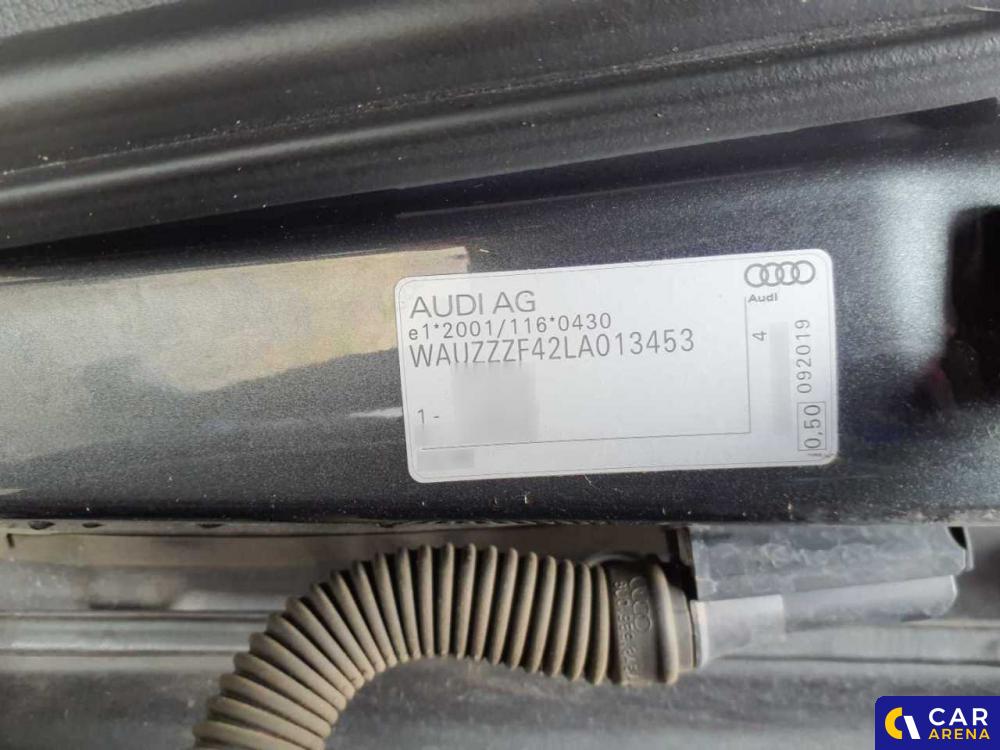 AUDI AG
e1*2001/116*0430
WAUZZZF42LA013453
1 -
Audi
4
0,50
092019
CAR
ARENA